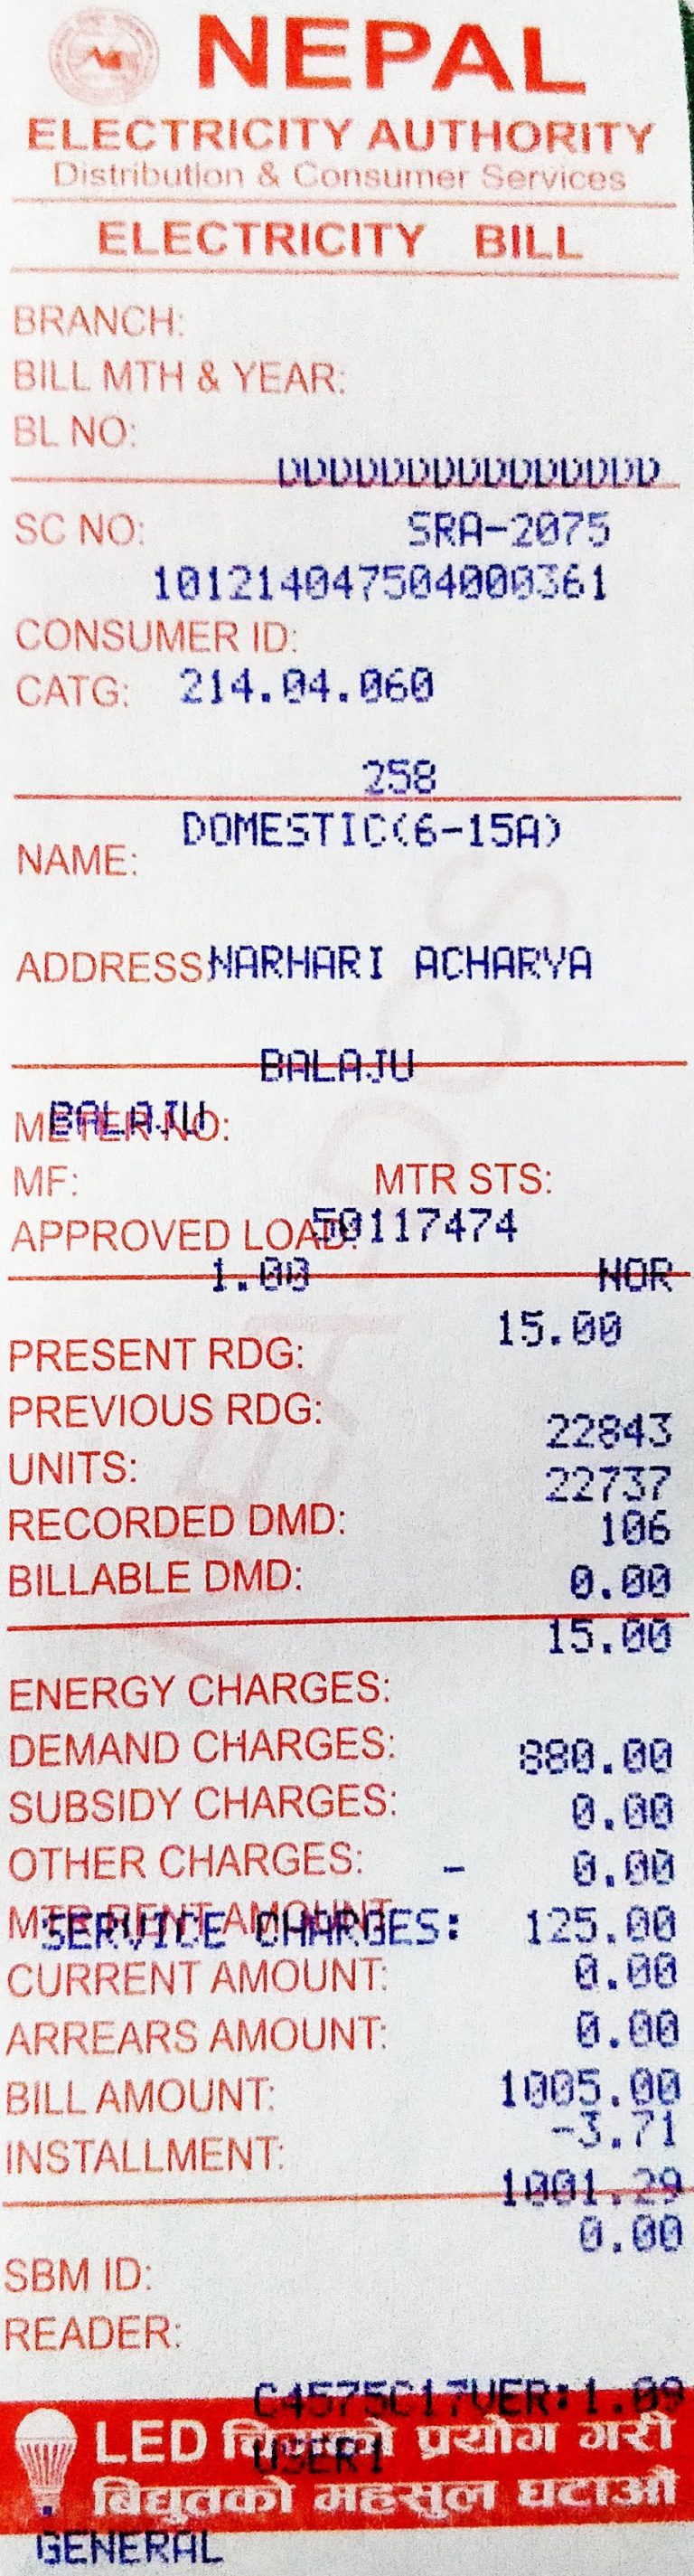 NEPAL
ELECTRICITY AUTHORITY
Distribution & Consumer Services
ELECTRICITY BILL
BRANCH:
BILL MTH & YEAR:
BL NO:
SC NO: SRA-2075
101214047504000361
CONSUMER ID:
CATG: 214.04.060
258
DOMESTIC(6-15A)
NAME:
ADDRESS: NARHARI ACHARYA
BALAJU
BALAJU
METER NO:
MF: MTR STS:
APPROVED LOAD: 50117474
1.00 NOR
15.00
PRESENT RDG:
PREVIOUS RDG: 22843
UNITS: 22737
RECORDED DMD: 106
BILLABLE DMD: 0.00
15.00
ENERGY CHARGES:
DEMAND CHARGES: 880.00
SUBSIDY CHARGES: 0.00
OTHER CHARGES: - 0.00
MTR RENT AMOUNT
SERVICE CHARGES: 125.00
CURRENT AMOUNT: 0.00
ARREARS AMOUNT: 0.00
BILL AMOUNT: 1005.00
-3.71
INSTALLMENT:
1001.29
0.00
SBM ID:
READER:
C4575C17VER:1.09
LED चिमको प्रयोग गरौं
USER1
बिद्युतको महसुल घटाऔं
GENERAL